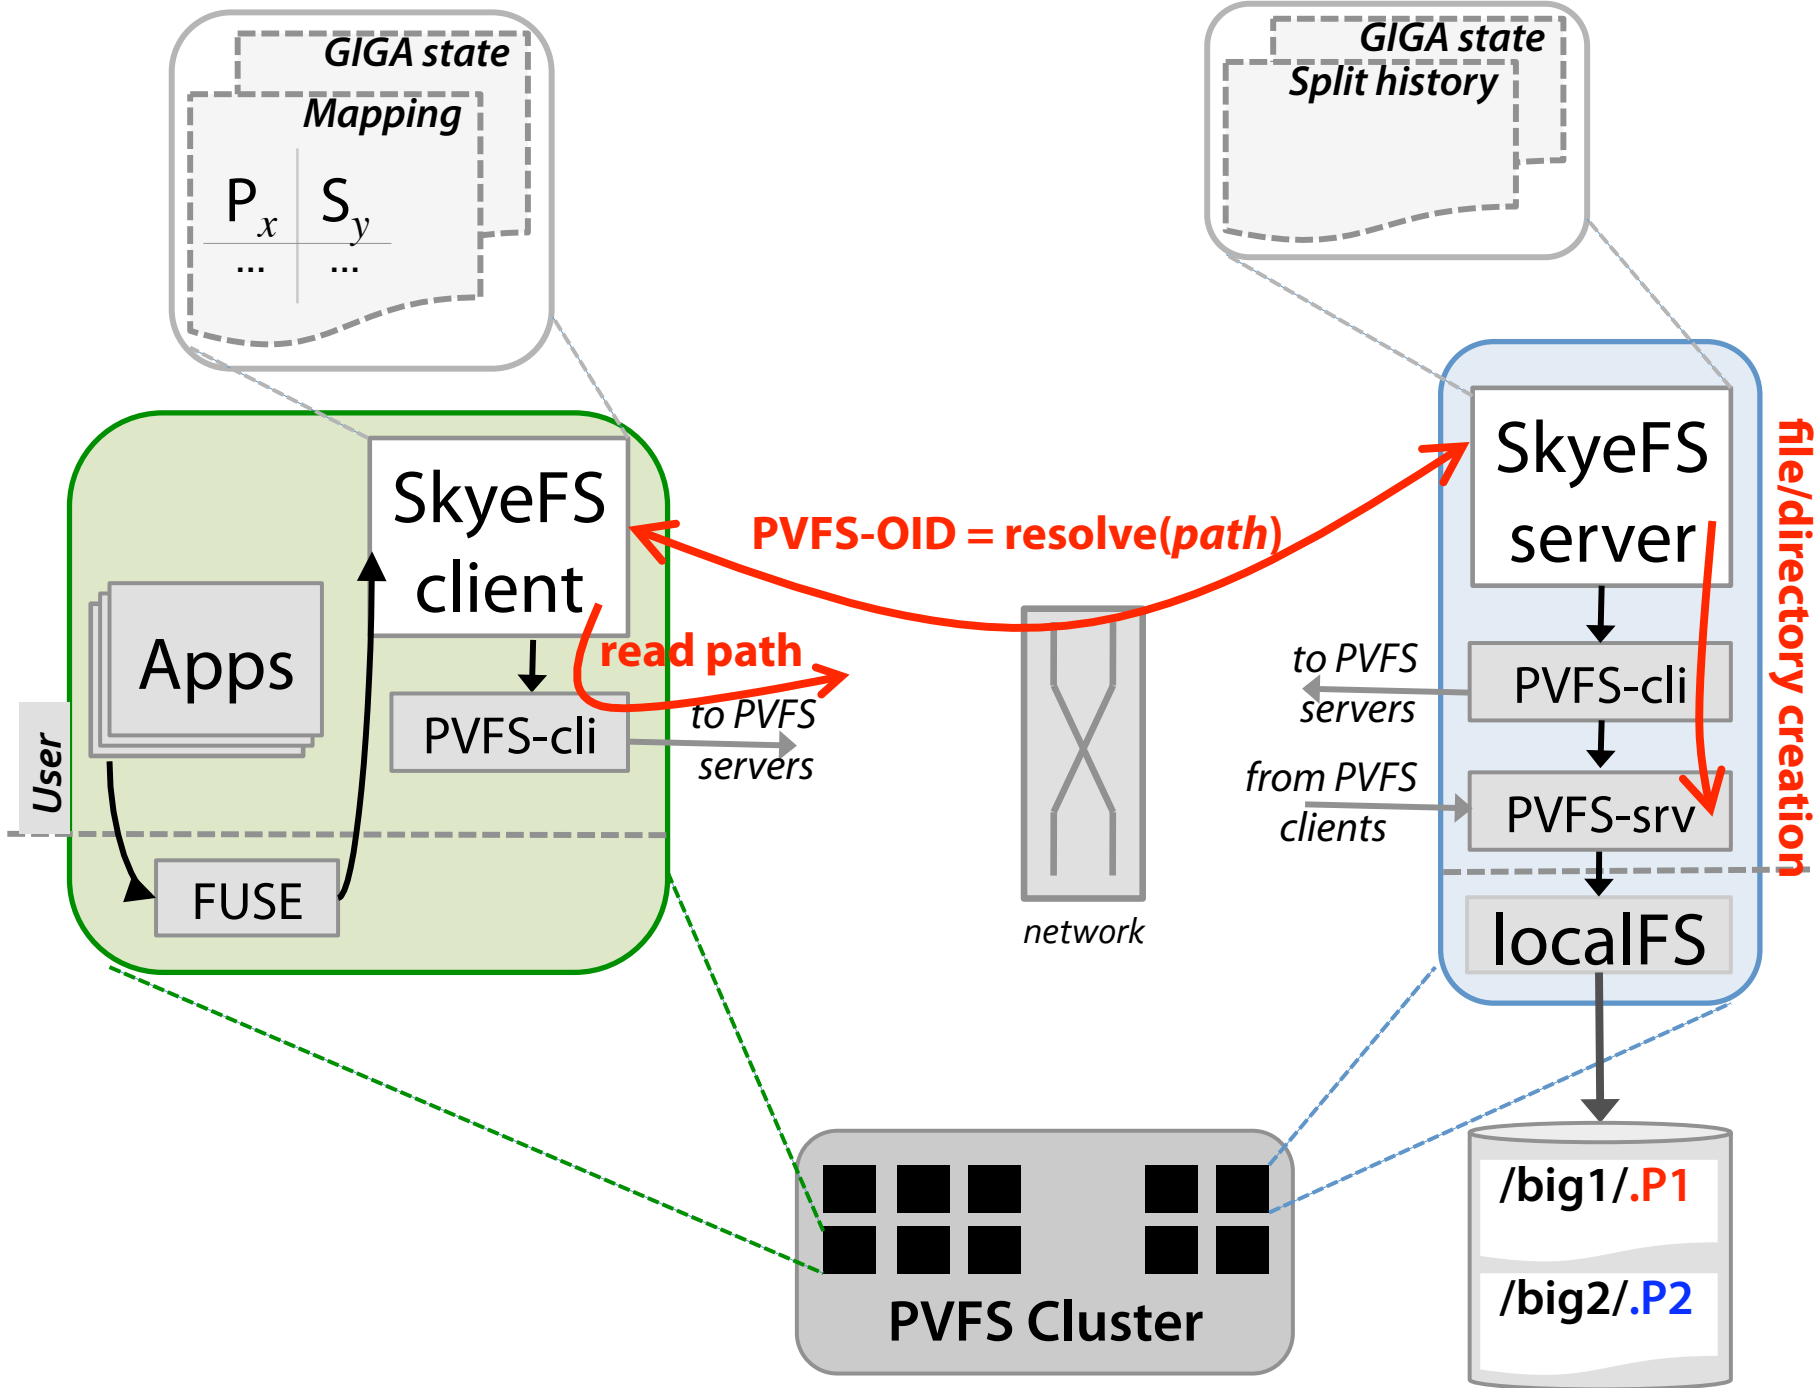 GIGA state
Mapping
Px Sy
... ...
GIGA state
Split history
SkyeFS
client
Apps
User
FUSE
PVFS-cli
read path
to PVFS
servers
PVFS-OID = resolve(path)
network
SkyeFS
server
file/directory creation
to PVFS
servers
PVFS-cli
from PVFS
clients
PVFS-srv
localFS
/big1/.P1
/big2/.P2
PVFS Cluster